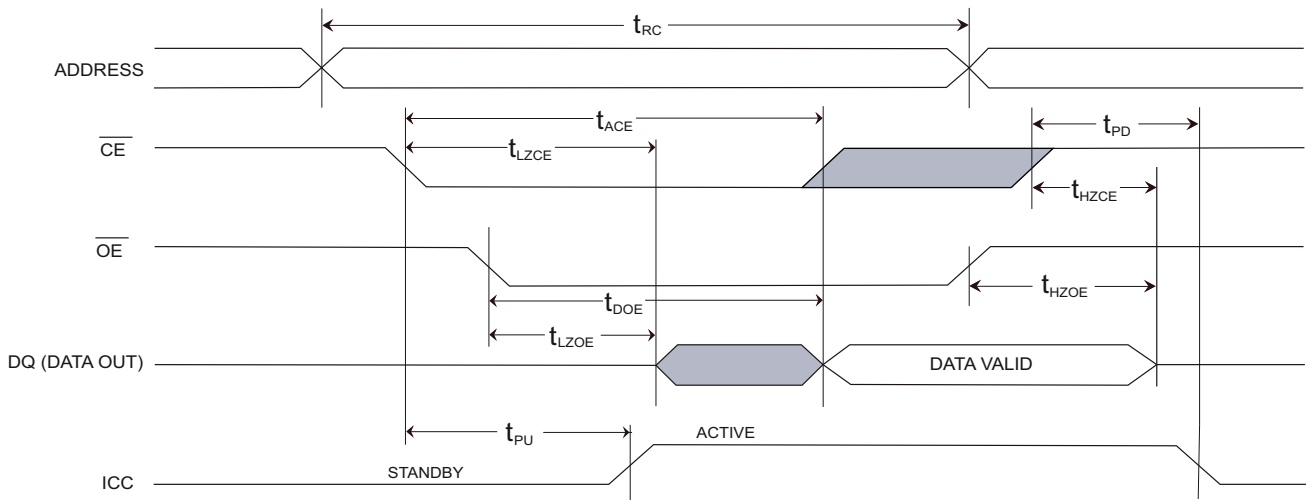 tRC
ADDRESS
tACE
tPD
CE
tLZCE
tHZCE
OE
tHZOE
tDOE
tLZOE
DQ (DATA OUT)
DATA VALID
tPU
ACTIVE
STANDBY
ICC